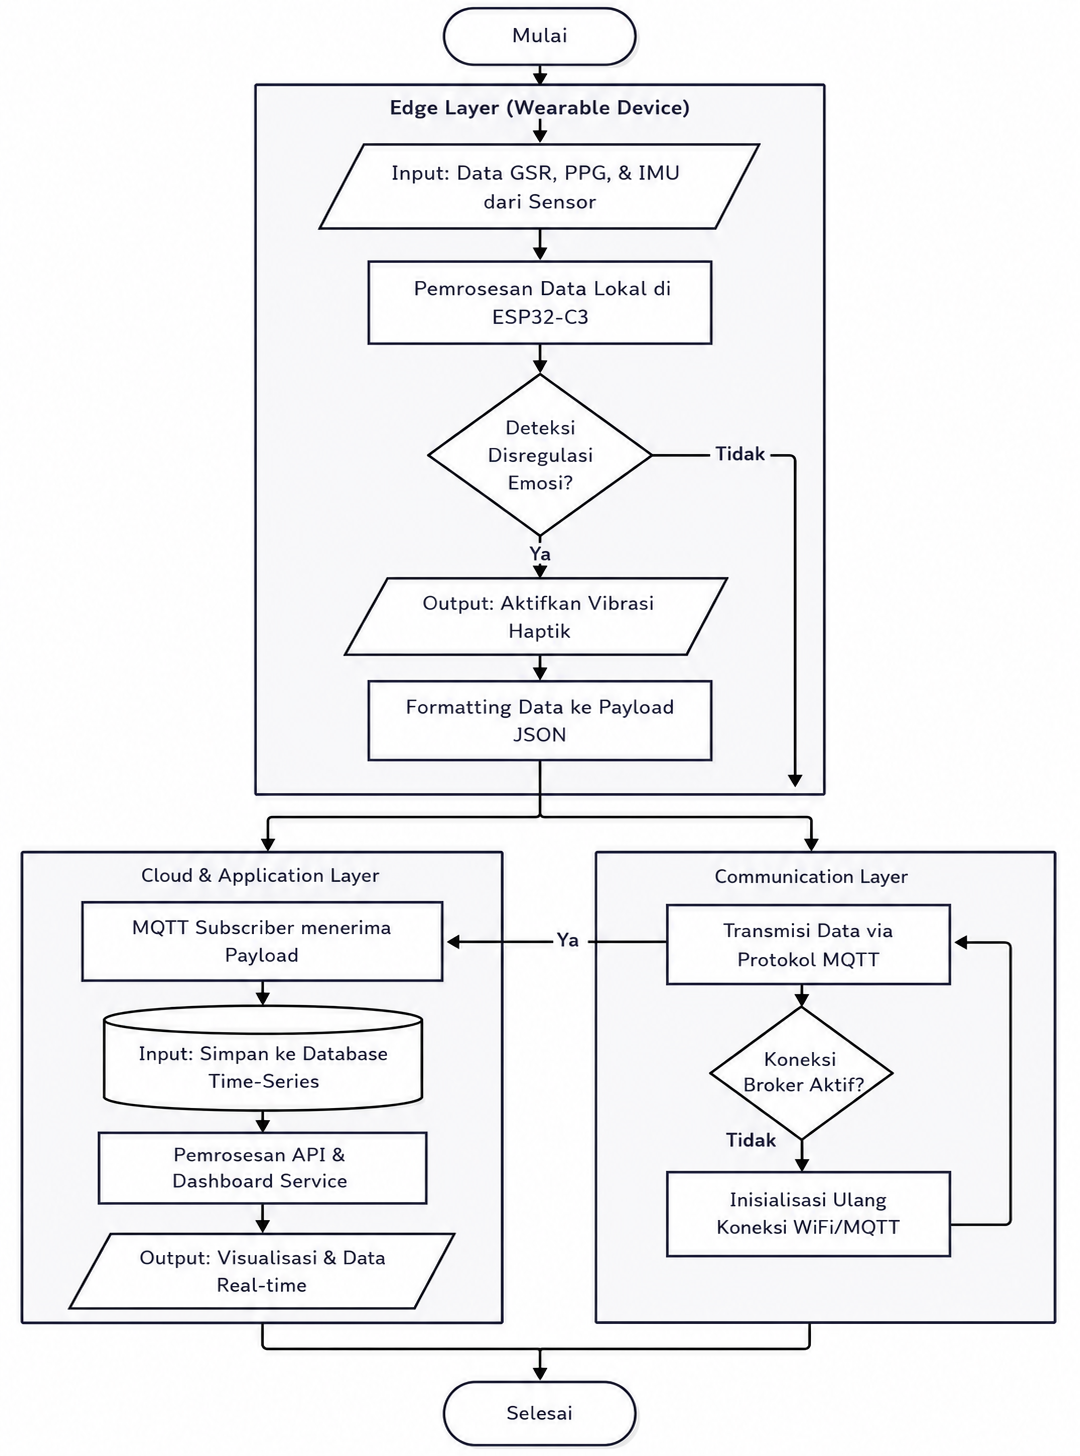 Mulai
Edge Layer (Wearable Device)
Input: Data GSR, PPG, & IMU
dari Sensor
Pemrosesan Data Lokal di
ESP32-C3
Deteksi
Disregulasi
Emosi?
Tidak
Ya
Output: Aktifkan Vibrasi
Haptik
Formatting Data ke Payload
JSON
Cloud & Application Layer
MQTT Subscriber menerima
Payload
Input: Simpan ke Database
Time-Series
Pemrosesan API &
Dashboard Service
Output: Visualisasi & Data
Real-time
Ya
Communication Layer
Transmisi Data via
Protokol MQTT
Koneksi
Broker Aktif?
Tidak
Inisialisasi Ulang
Koneksi WiFi/MQTT
Selesai